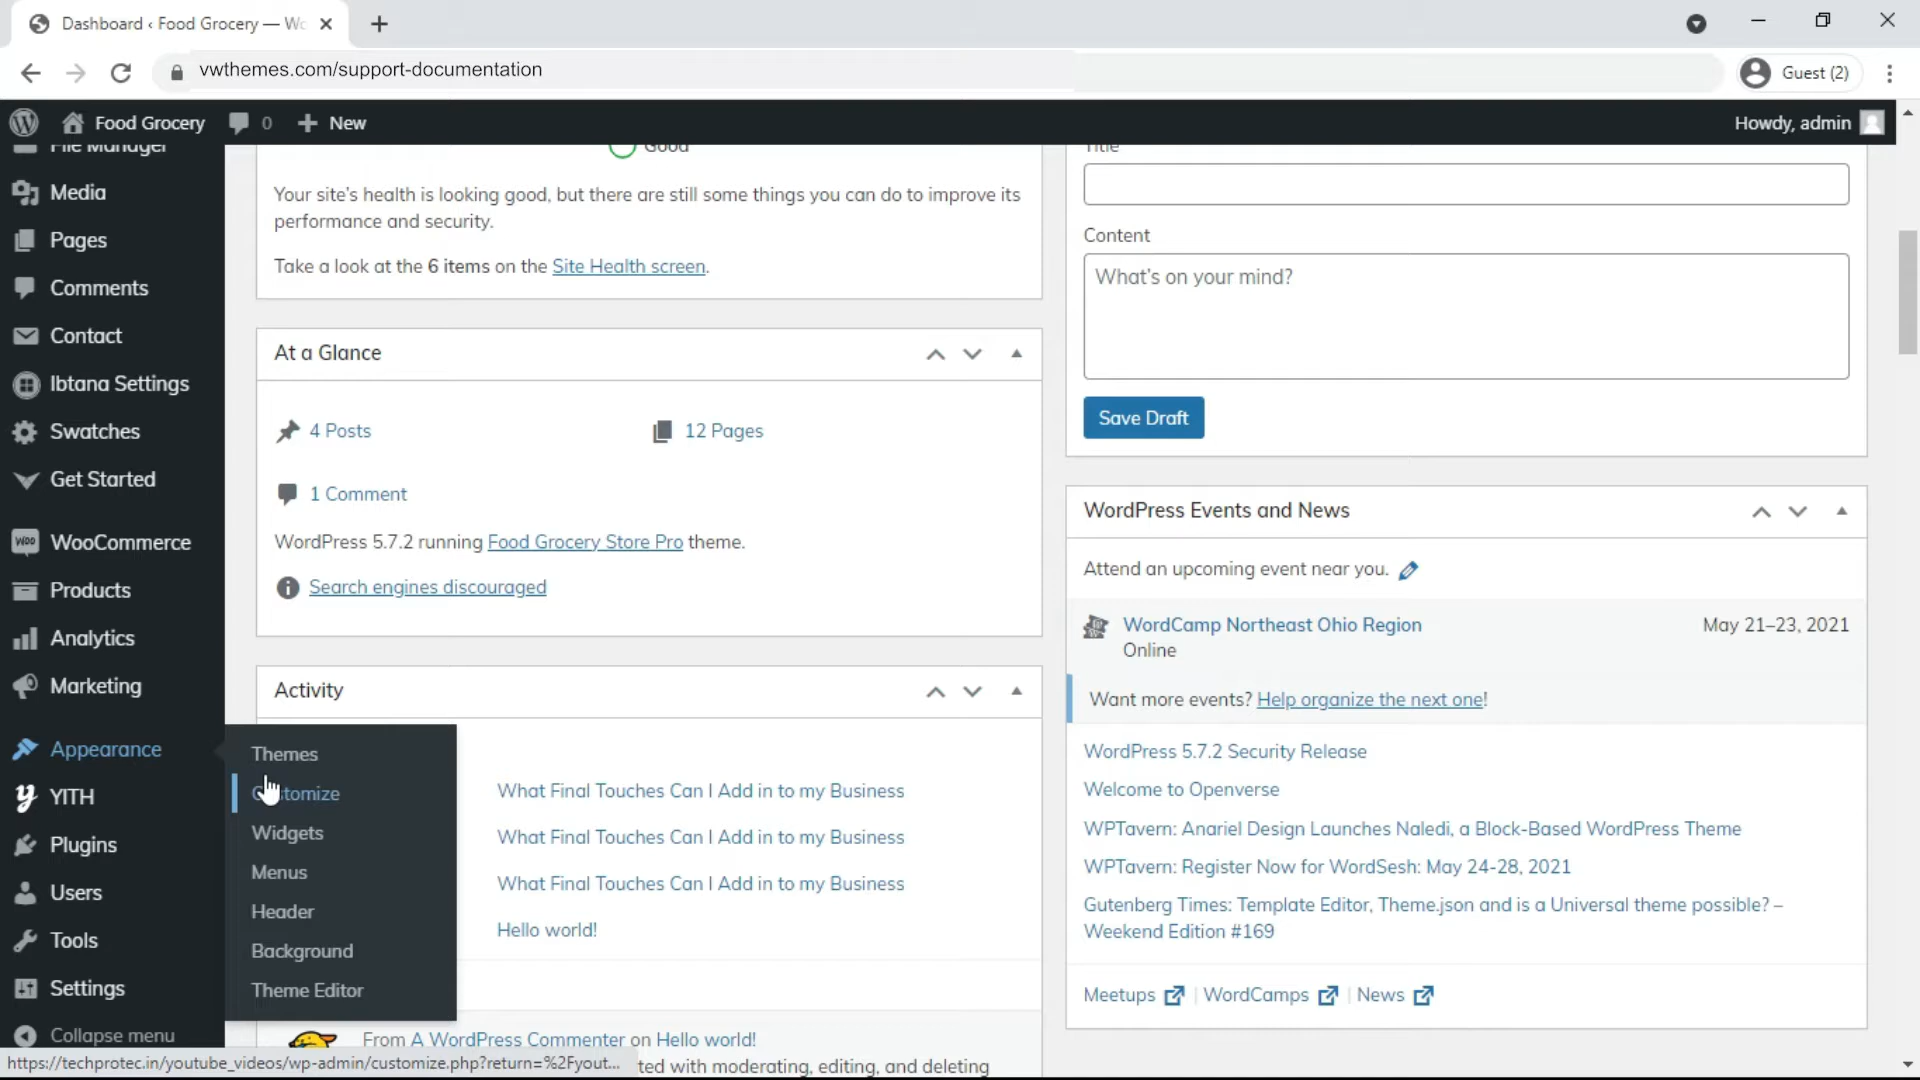 Dashboard ‹ Food Grocery — Wo
vwthemes.com/support-documentation
Guest (2)
Food Grocery
0
New
Howdy, admin
File Manager
Media
Pages
Comments
Contact
Ibtana Settings
Swatches
Get Started
WooCommerce
Products
Analytics
Marketing
Appearance
YITH
Plugins
Users
Tools
Settings
Collapse menu
Themes
Customize
Widgets
Menus
Header
Background
Theme Editor
Good
Your site's health is looking good, but there are still some things you can do to improve its
performance and security.
Take a look at the 6 items on the Site Health screen.
At a Glance
4 Posts
12 Pages
1 Comment
WordPress 5.7.2 running Food Grocery Store Pro theme.
Search engines discouraged
Activity
What Final Touches Can I Add in to my Business
What Final Touches Can I Add in to my Business
What Final Touches Can I Add in to my Business
Hello world!
From A WordPress Commenter on Hello world!
ted with moderating, editing, and deleting
Title
Content
What's on your mind?
Save Draft
WordPress Events and News
Attend an upcoming event near you.
WordCamp Northeast Ohio Region
May 21–23, 2021
Online
Want more events? Help organize the next one!
WordPress 5.7.2 Security Release
Welcome to Openverse
WPTavern: Anariel Design Launches Naledi, a Block-Based WordPress Theme
WPTavern: Register Now for WordSesh: May 24-28, 2021
Gutenberg Times: Template Editor, Theme.json and is a Universal theme possible? –
Weekend Edition #169
Meetups | WordCamps | News
https://techprotec.in/youtube_videos/wp-admin/customize.php?return=%2Fyout...